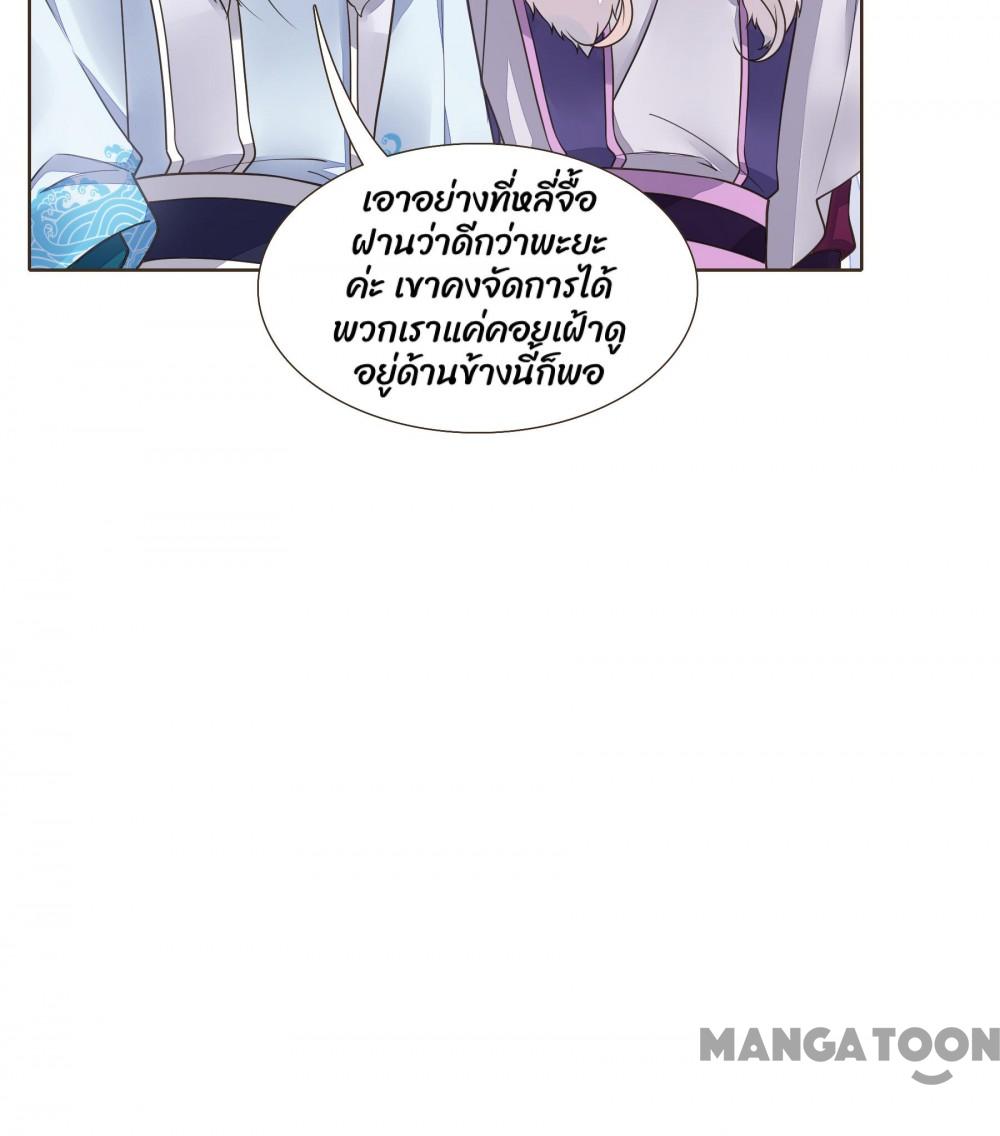 เอาอย่างที่หลี่จื้อ
ฝานว่าดีกว่าพะยะ
ค่ะ เขาคงจัดการได้
พวกเราแค่คอยเฝ้าดู
อยู่ด้านข้างนี้ก็พอ
MANGATOON